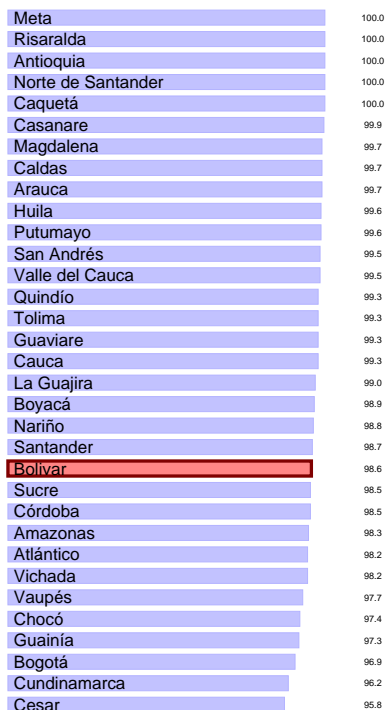 Meta 100.0
Risaralda 100.0
Antioquia 100.0
Norte de Santander 100.0
Caquetá 100.0
Casanare 99.9
Magdalena 99.7
Caldas 99.7
Arauca 99.7
Huila 99.6
Putumayo 99.6
San Andrés 99.5
Valle del Cauca 99.5
Quindío 99.3
Tolima 99.3
Guaviare 99.3
Cauca 99.3
La Guajira 99.0
Boyacá 98.9
Nariño 98.8
Santander 98.7
Bolivar 98.6
Sucre 98.5
Córdoba 98.5
Amazonas 98.3
Atlántico 98.2
Vichada 98.2
Vaupés 97.7
Chocó 97.4
Guainía 97.3
Bogotá 96.9
Cundinamarca 96.2
Cesar 95.8